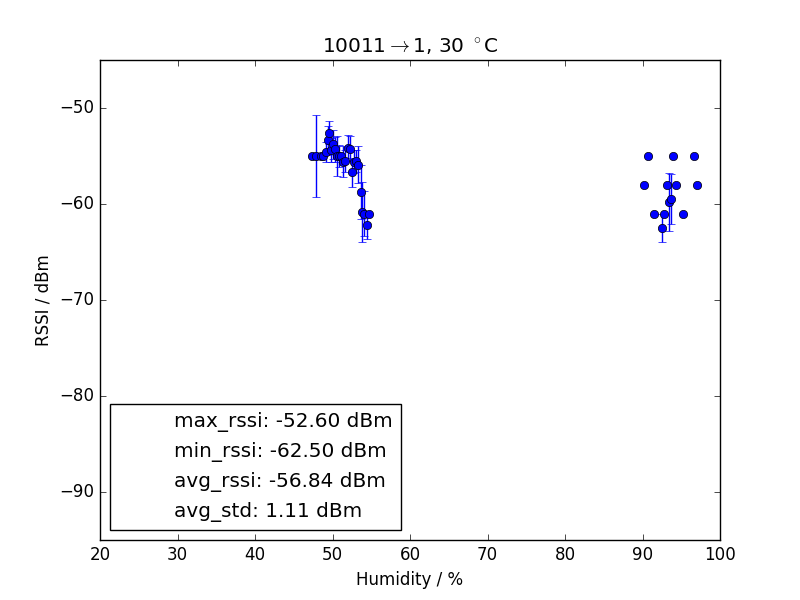 10011→1, 30 °C
−50
−60
−70
−80
−90
RSSI / dBm
max_rssi: -52.60 dBm
min_rssi: -62.50 dBm
avg_rssi: -56.84 dBm
avg_std: 1.11 dBm
20 30 40 50 60 70 80 90 100
Humidity / %